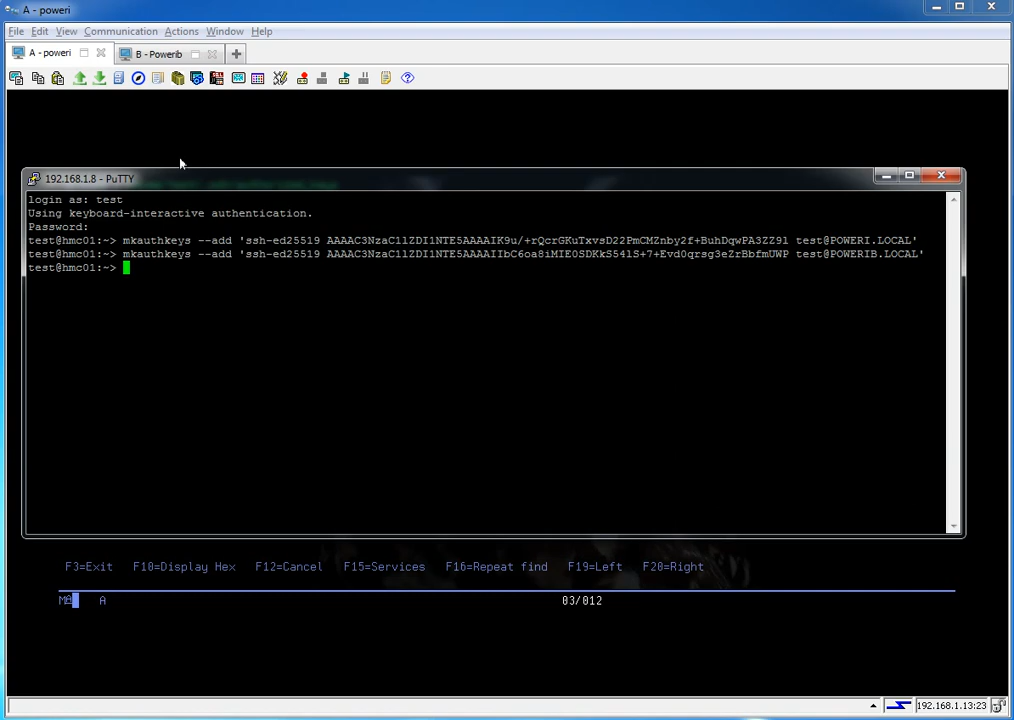 A - poweri
File Edit View Communication Actions Window Help
A - poweri
B - Powerib
192.168.1.8 - PuTTY
login as: test
Using keyboard-interactive authentication.
Password:
test@hmc01:~> mkauthkeys --add 'ssh-ed25519 AAAAC3NzaC1lZDI1NTE5AAAAIK9u/+rQcrGKuTxvsD22PmCMZnby2f+BuhDqwPA3ZZ9l test@POWERI.LOCAL'
test@hmc01:~> mkauthkeys --add 'ssh-ed25519 AAAAC3NzaC1lZDI1NTE5AAAAIIbC6oa8iMIE0SDKkS54lS+7+Evd0qrsg3eZrBbfmUWP test@POWERIB.LOCAL'
test@hmc01:~>
F3=Exit F10=Display Hex F12=Cancel F15=Services F16=Repeat find F19=Left F20=Right
MA A 03/012
192.168.1.13:23